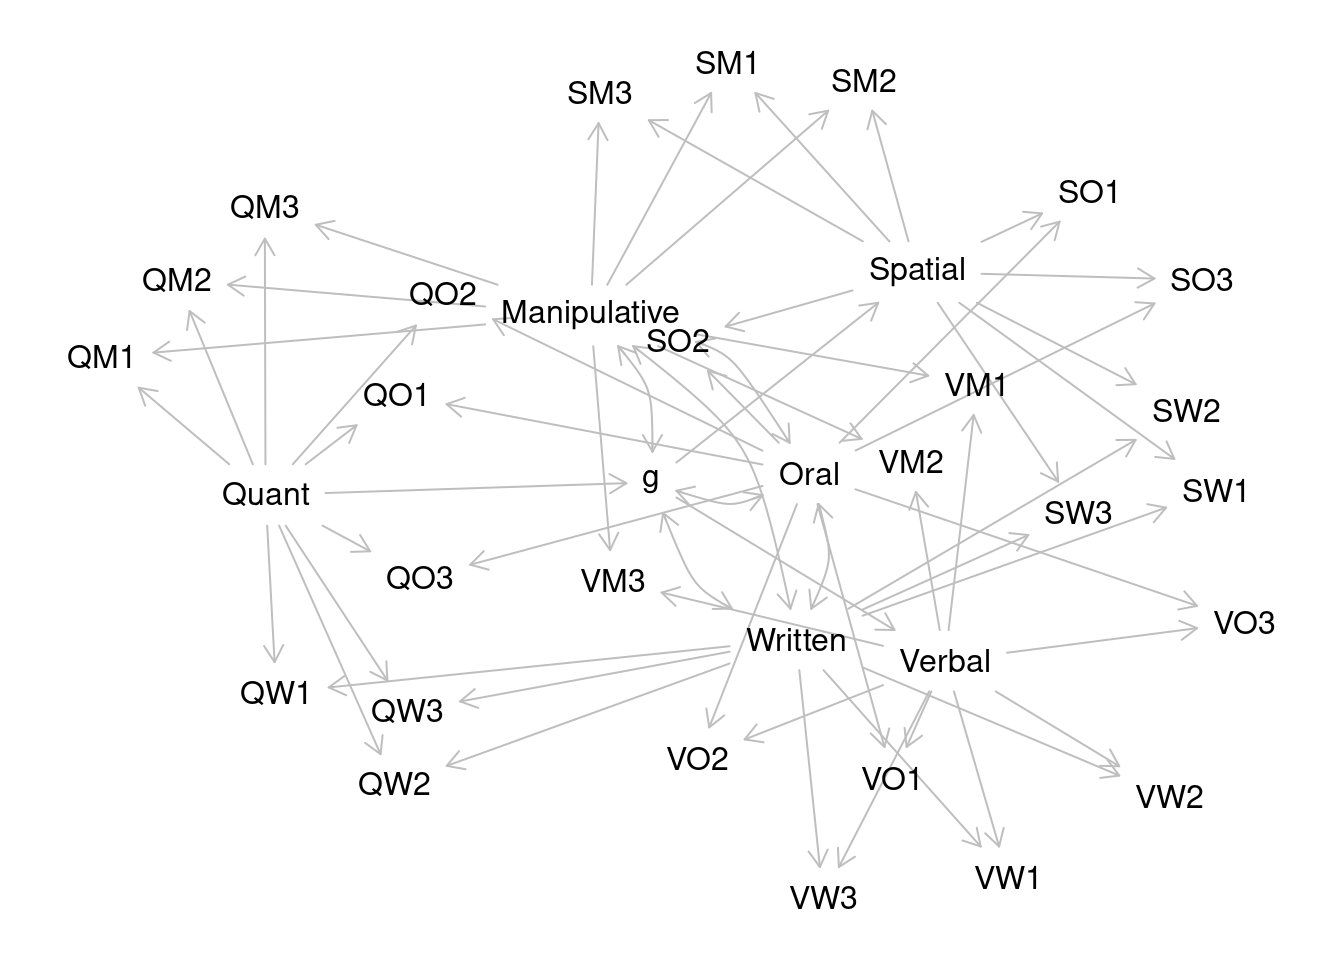 SM1
SM2
SM3
SO1
QM3
Spatial
QM2
SO3
QO2
Manipulative
SO2
QM1
VM1
QO1
SW2
VM2
Oral
g
Quant
SW1
SW3
QO3
VM3
VO3
Written
Verbal
QW1
QW3
VO2
VO1
QW2
VW2
VW1
VW3